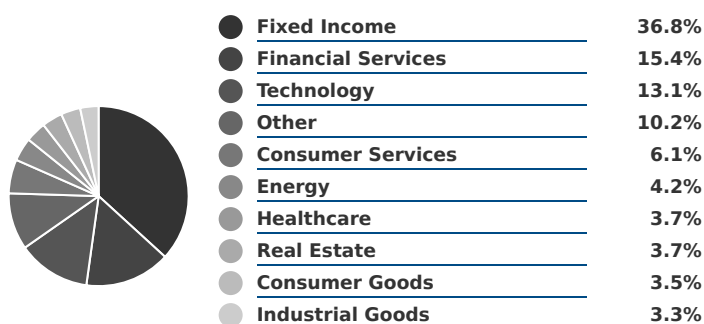 Fixed Income 36.8%
Financial Services 15.4%
Technology 13.1%
Other 10.2%
Consumer Services 6.1%
Energy 4.2%
Healthcare 3.7%
Real Estate 3.7%
Consumer Goods 3.5%
Industrial Goods 3.3%